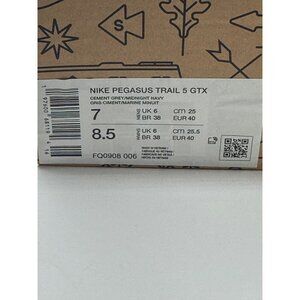 NIKE PEGASUS TRAIL 5 GTX
CEMENT GREY/MIDNIGHT NAVY
GRIS CIMENT/MARINE MINUIT
7 MENS UK 6 CM 25
BR 38 EUR 40
8.5 UK 6 CM 25.5
BR 38 EUR 40
FQ0908 006